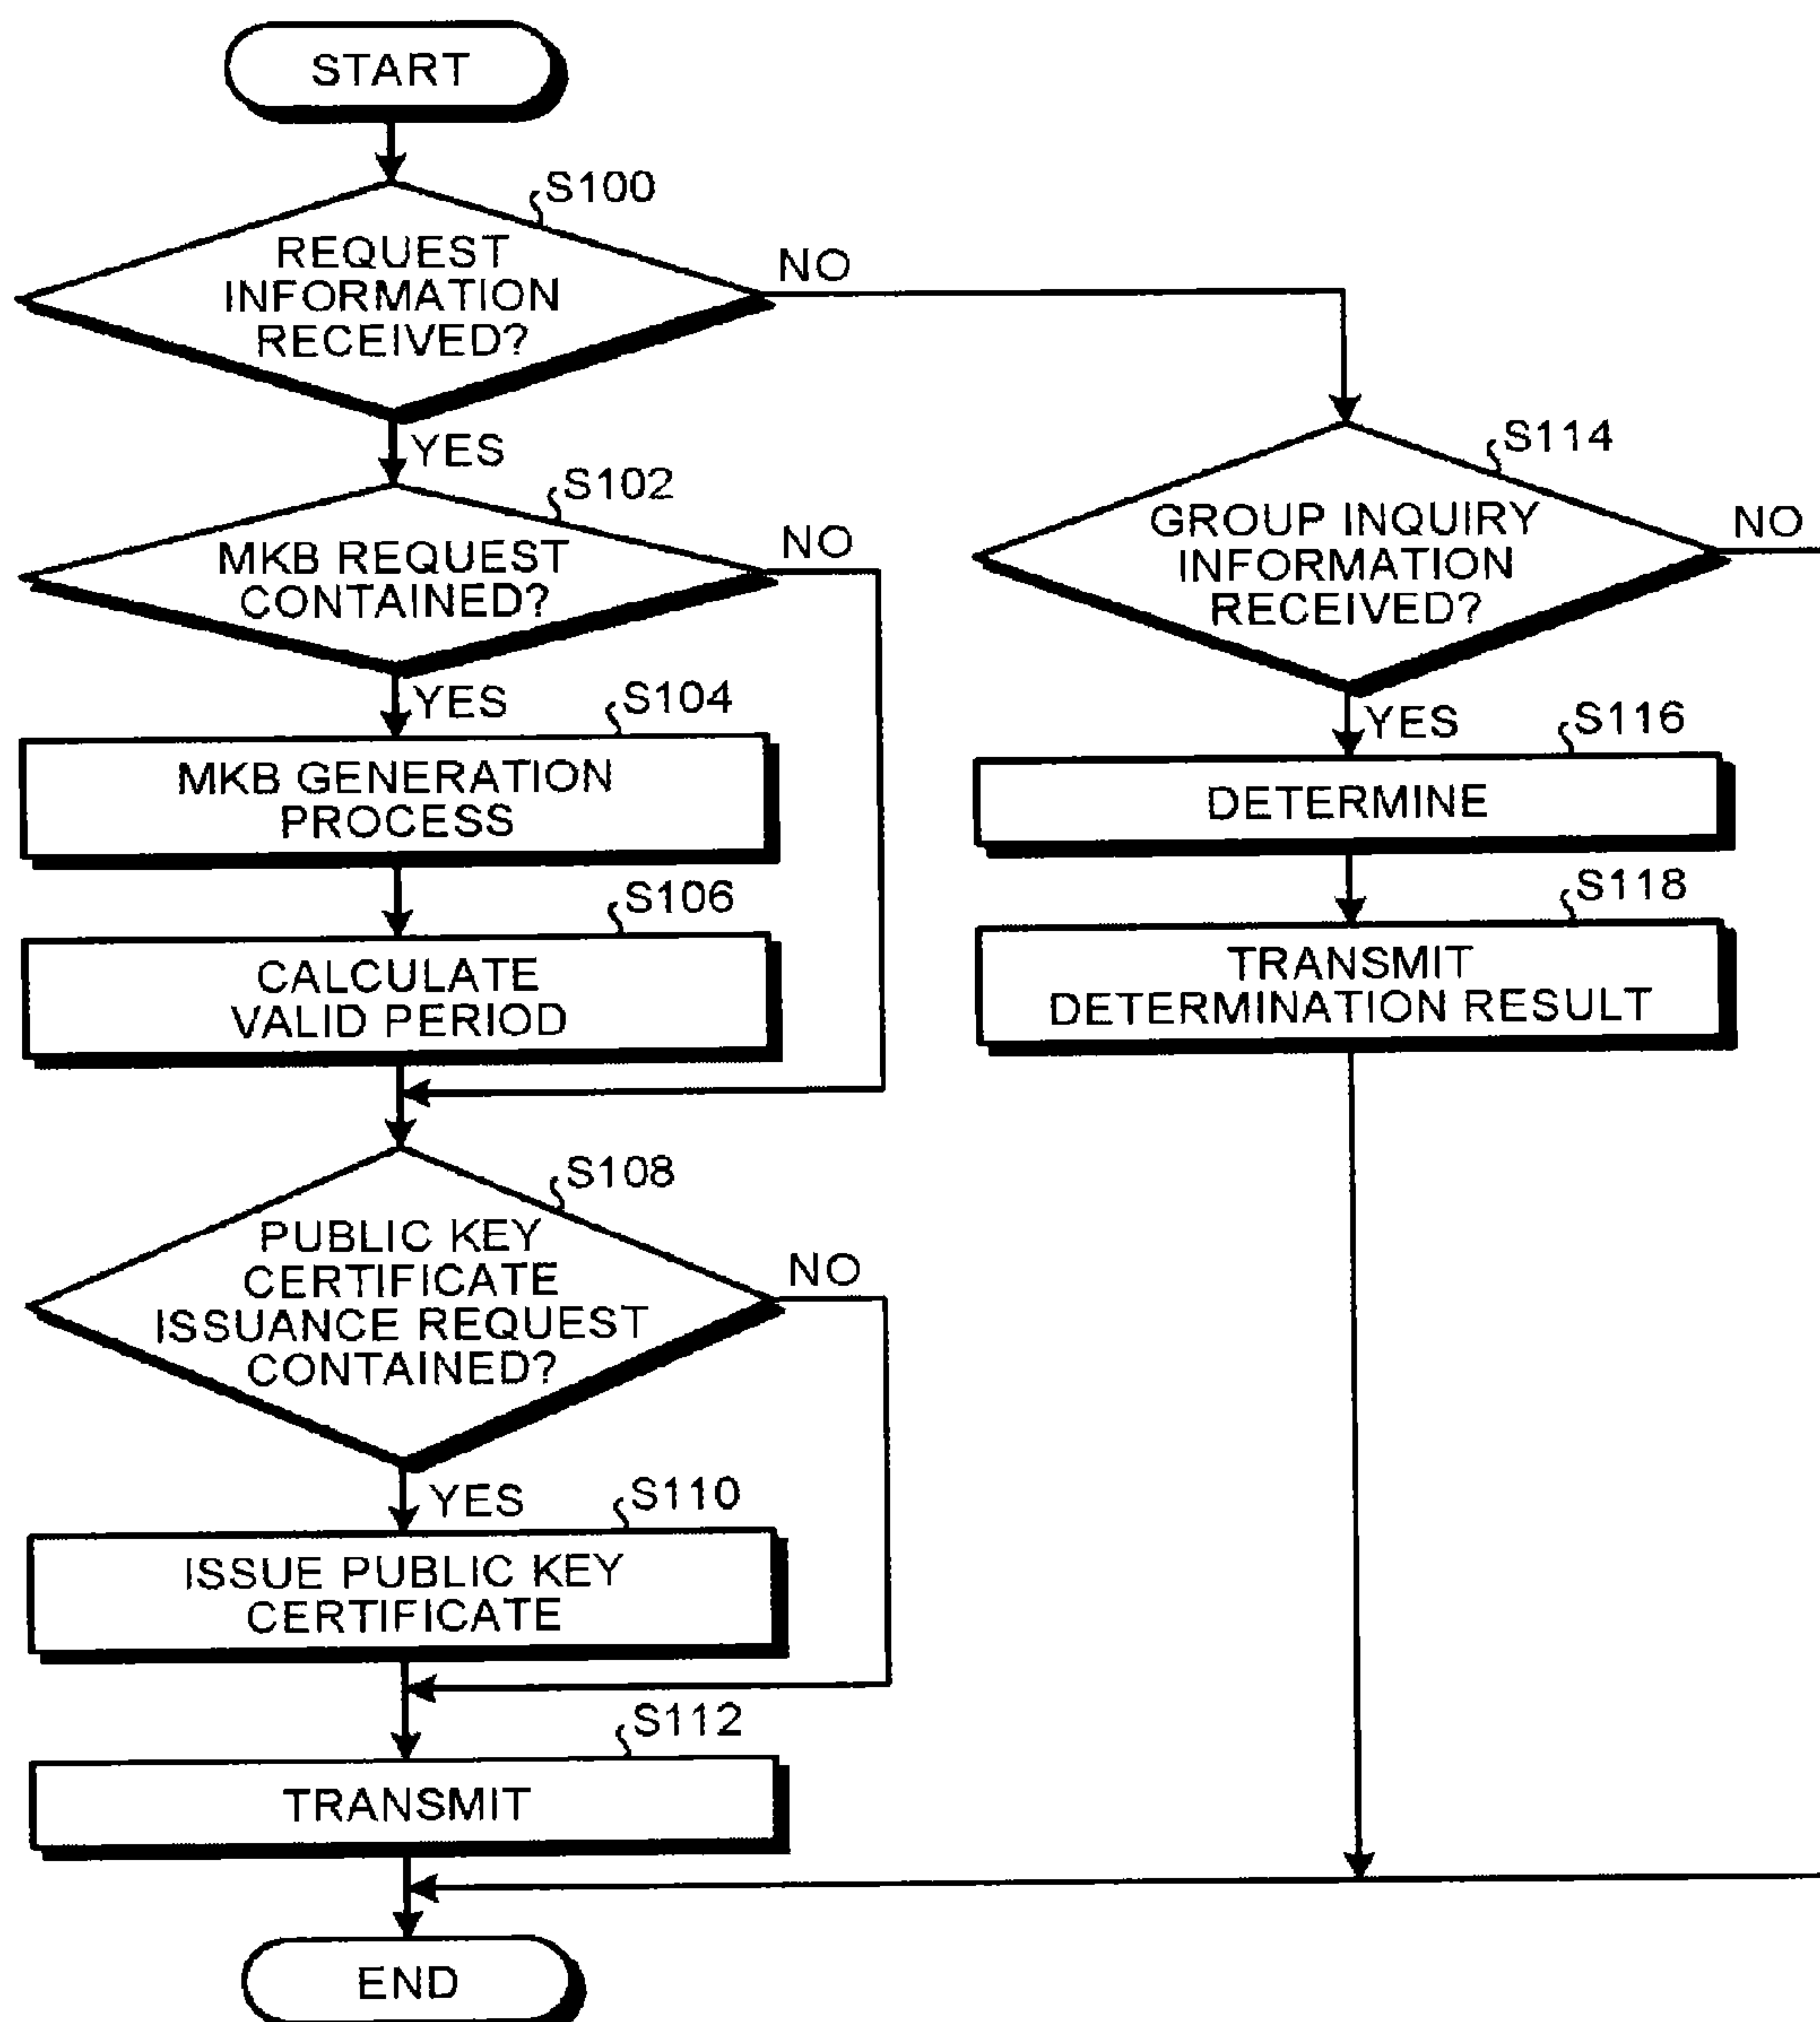 START
S100
REQUEST
INFORMATION
RECEIVED?
NO
YES
S102
MKB REQUEST
CONTAINED?
NO
YES
S104
MKB GENERATION
PROCESS
S106
CALCULATE
VALID PERIOD
S108
PUBLIC KEY
CERTIFICATE
ISSUANCE REQUEST
CONTAINED?
NO
YES
S110
ISSUE PUBLIC KEY
CERTIFICATE
S112
TRANSMIT
END
S114
GROUP INQUIRY
INFORMATION
RECEIVED?
NO
YES
S116
DETERMINE
S118
TRANSMIT
DETERMINATION RESULT